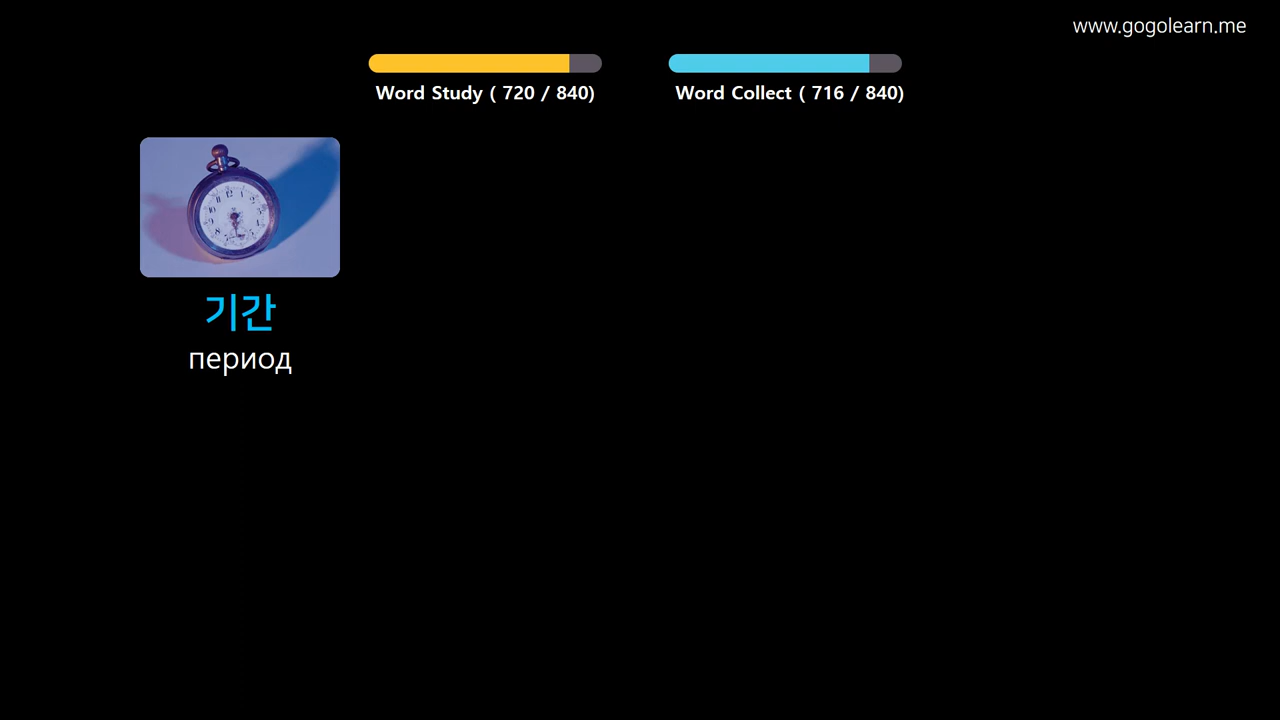 www.gogolearn.me
Word Study ( 720 / 840)
Word Collect ( 716 / 840)
기간
период